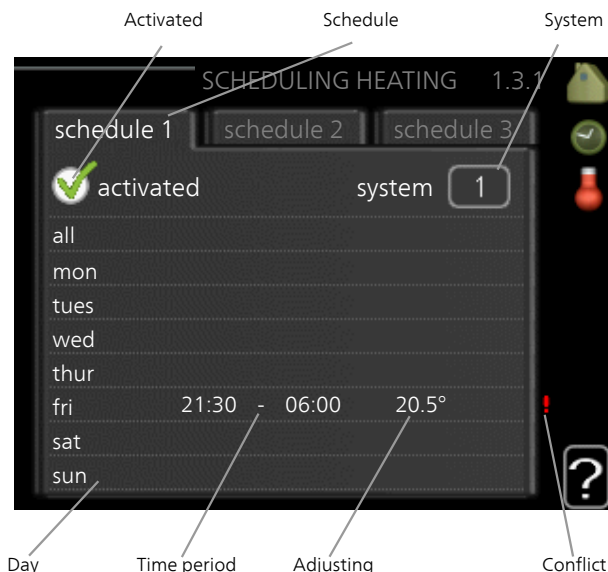 Activated Schedule System
SCHEDULING HEATING 1.3.1
schedule 1 schedule 2 schedule 3
activated system 1
all
mon
tues
wed
thur
fri 21:30 - 06:00 20.5° !
sat
sun
?
Day Time period Adjusting Conflict